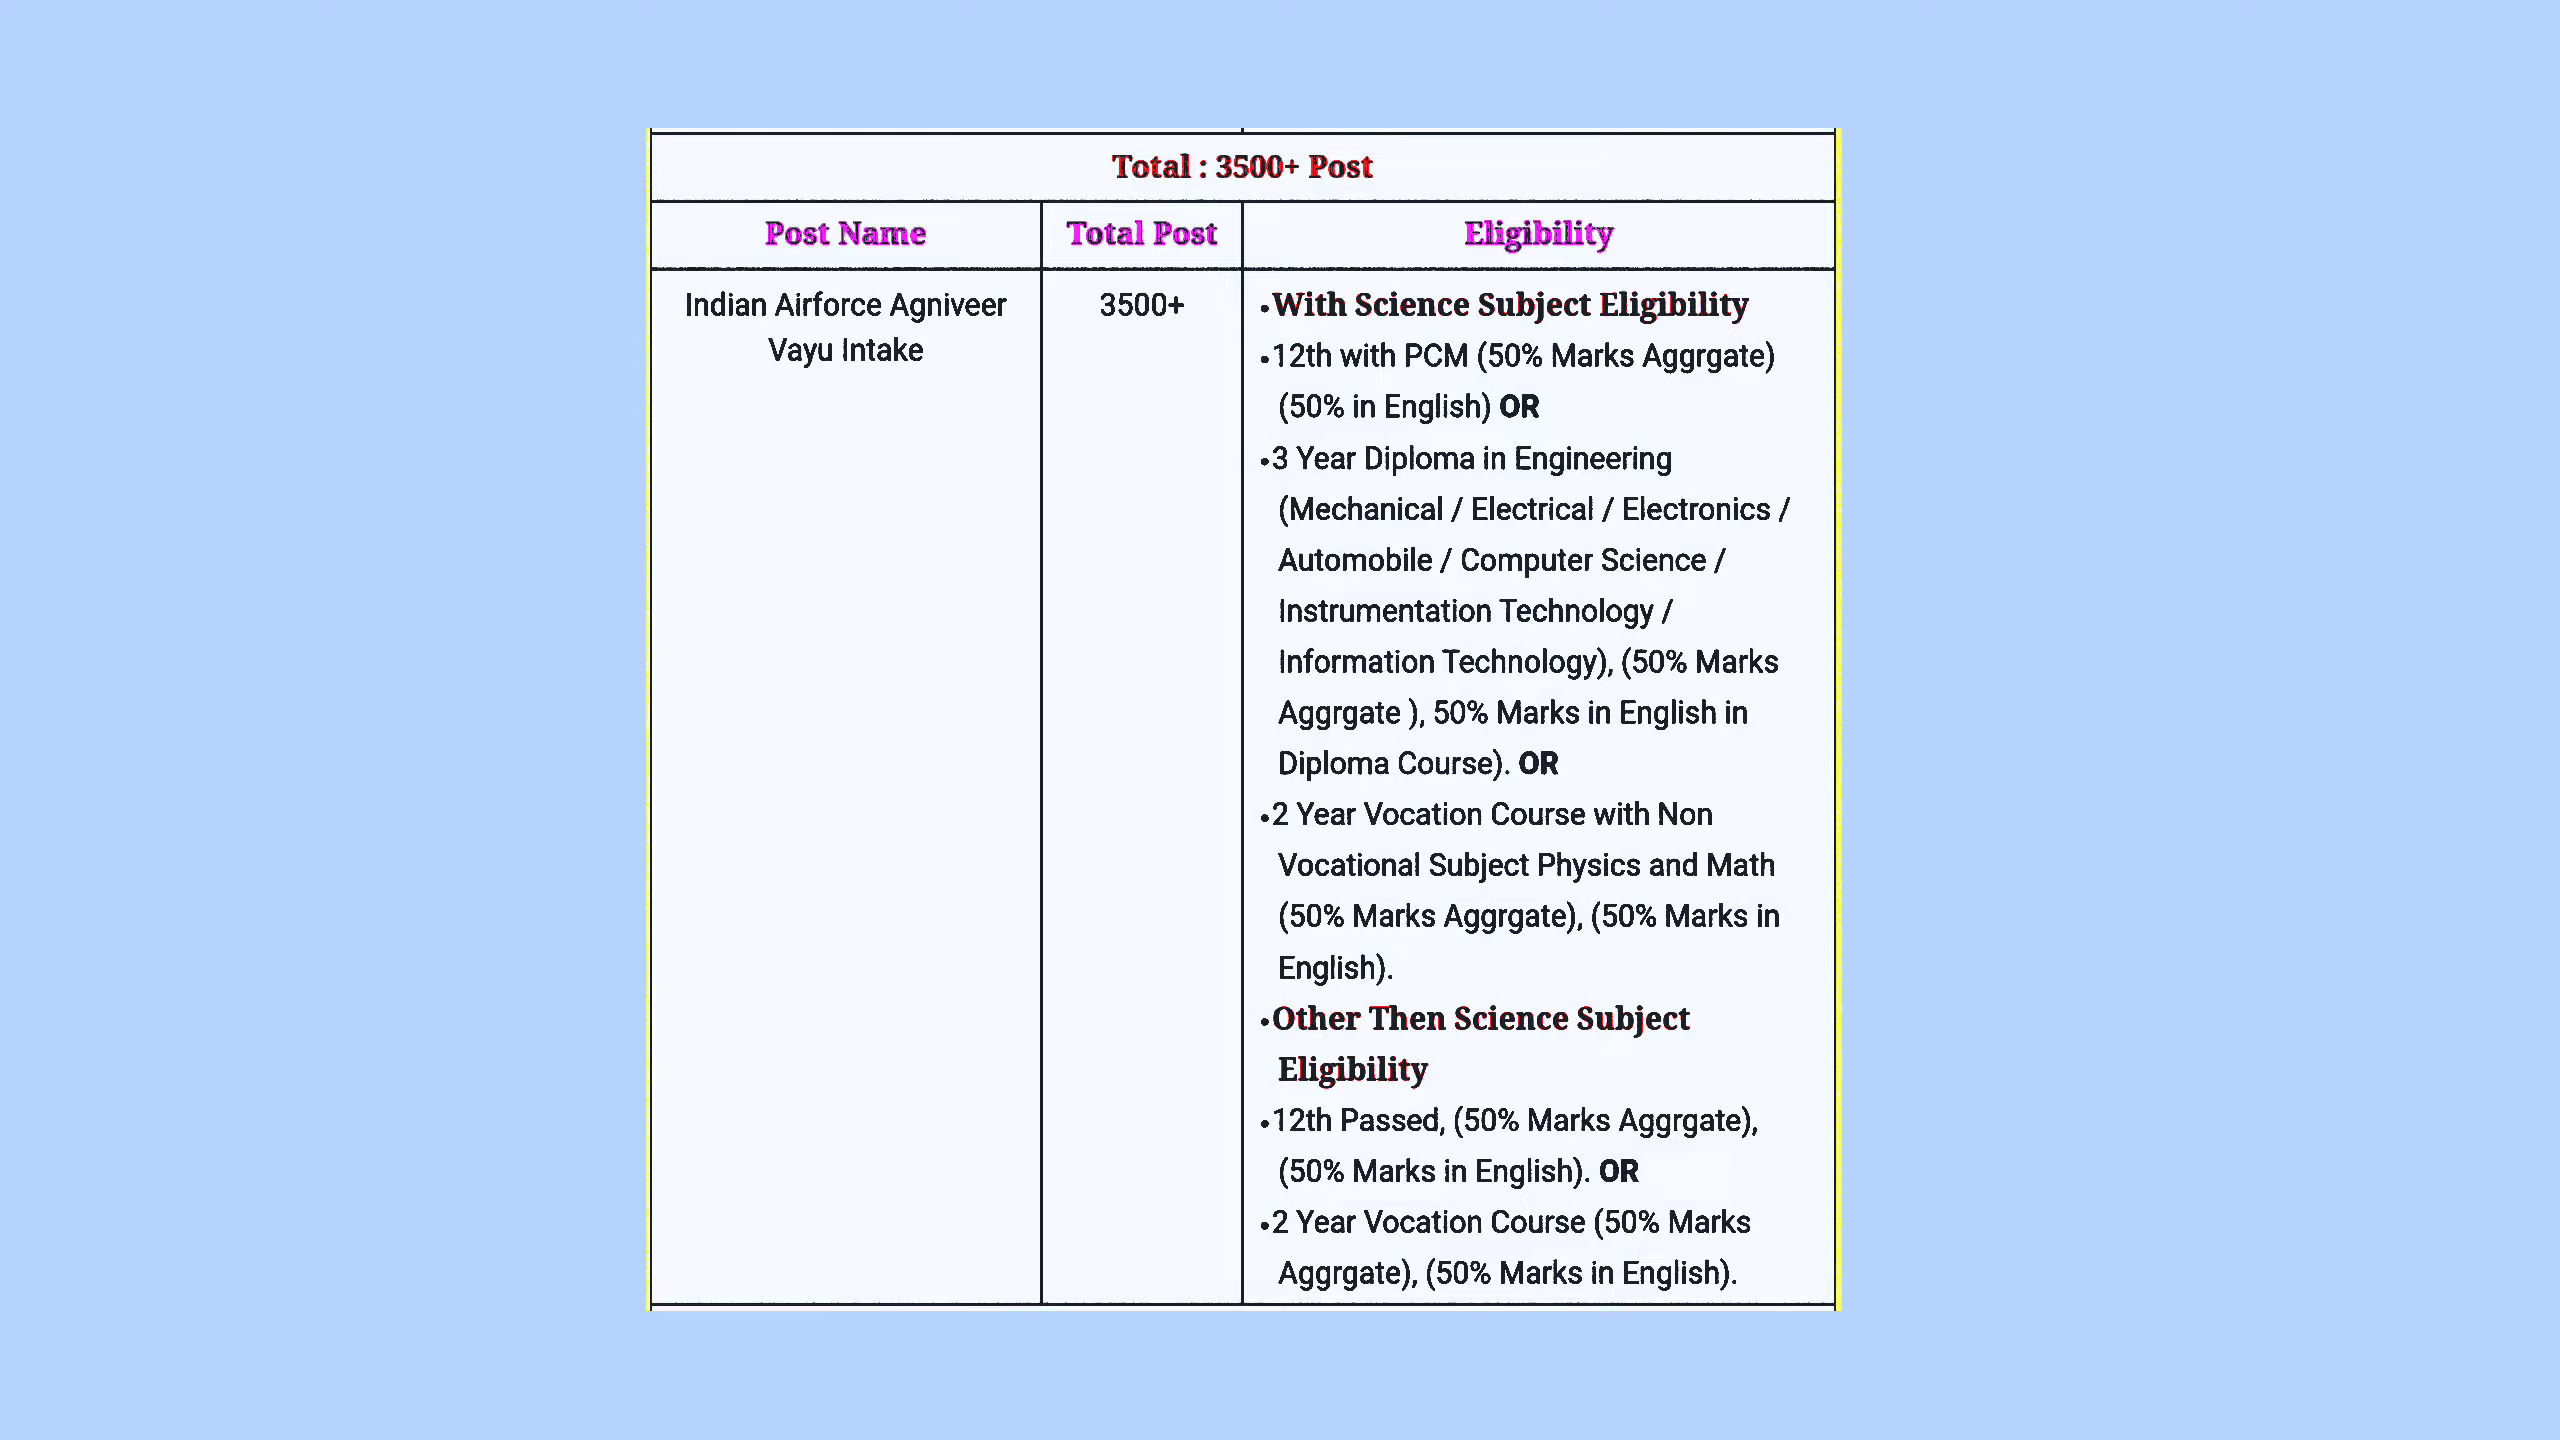 Total : 3500+ Post
Post Name
Total Post
Eligibility
Indian Airforce Agniveer
Vayu Intake
3500+
•With Science Subject Eligibility
•12th with PCM (50% Marks Aggrgate)
(50% in English) OR
•3 Year Diploma in Engineering
(Mechanical / Electrical / Electronics /
Automobile / Computer Science /
Instrumentation Technology /
Information Technology), (50% Marks
Aggrgate ), 50% Marks in English in
Diploma Course). OR
•2 Year Vocation Course with Non
Vocational Subject Physics and Math
(50% Marks Aggrgate), (50% Marks in
English).
•Other Then Science Subject
Eligibility
•12th Passed, (50% Marks Aggrgate),
(50% Marks in English). OR
•2 Year Vocation Course (50% Marks
Aggrgate), (50% Marks in English).